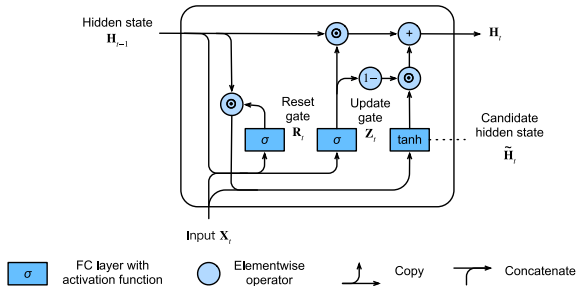 Hidden state
H_{t−1}
⊙
+
H_t
1−
⊙
⊙
Reset
gate
R_t
Update
gate
Z_t
Candidate
hidden state
H̃_t
σ
σ
tanh
Input X_t
σ
FC layer with
activation function
Elementwise
operator
Copy
Concatenate